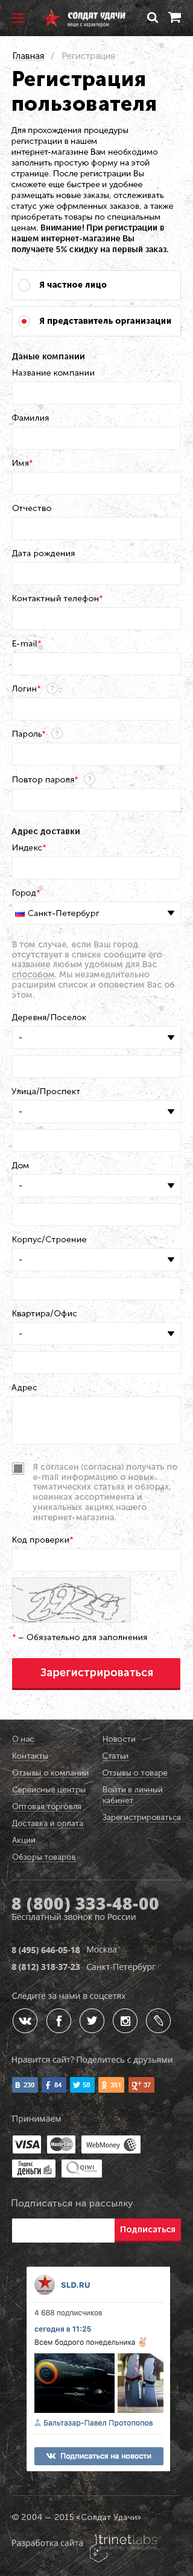 СОЛДАТ УДАЧИ
вещи с характером
Главная / Регистрация
Регистрация
пользователя
Для прохождения процедуры
регистрации в нашем
интернет-магазине Вам необходимо
заполнить простую форму на этой
странице. После регистрации Вы
сможете еще быстрее и удобнее
размещать новые заказы, отслеживать
статус уже офрмленных заказов, а также
приобретать товары по специальным
ценам. Внимание! При регистрации в
нашем интернет-магазине Вы
получаете 5% скидку на первый заказ.
Я частное лицо
Я представитель организации
Даные компании
Название компании
Фамилия
Имя*
Отчество
Дата рождения
Контактный телефон*
E-mail*
Логин* ?
Пароль* ?
Повтор пароля* ?
Адрес доставки
Индекс*
Город*
Санкт-Петербург
В том случае, если Ваш город
отсутствует в списке сообщите его
название любым удобным для Вас
способом. Мы незамедлительно
расширим список и оповестим Вас об
этом.
Деревня/Поселок
-
Улица/Проспект
-
Дом
-
Корпус/Строение
-
Квартира/Офис
-
Адрес
Я согласен (согласна) получать по
e-mail информацию о новых
тематических статьях и обзорах,
новинках ассортимента и
уникальных акциях нашего
интернет-магазина.
Код проверки*
* – Обязательно для заполнения
Зарегистрироваться
О нас
Новости
Контакты
Статьи
Отзывы о компании
Отзывы о товаре
Сервисные центры
Войти в личный
кабинет
Оптовая торговля
Зарегистрироваться
Доставка и оплата
Акции
Обзоры товаров
8 (800) 333-48-00
Бесплатный звонок по России
8 (495) 646-05-18 Москва
8 (812) 318-37-23 Санкт-Петербург
Следите за нами в соцсетях
Нравится сайт? Поделитесь с друзьями
230 84 50 351 37
Принимаем
VISA MasterCard WebMoney
Яндекс деньги QIWI
Подписаться на рассылку
Подписаться
SLD.RU
4 688 подписчиков
сегодня в 11:25
Всем бодрого понедельника
Бальтазар-Павел Протопопов
Подписаться на новости
© 2004 — 2015 «Солдат Удачи»
Разработка сайта trinetlabs